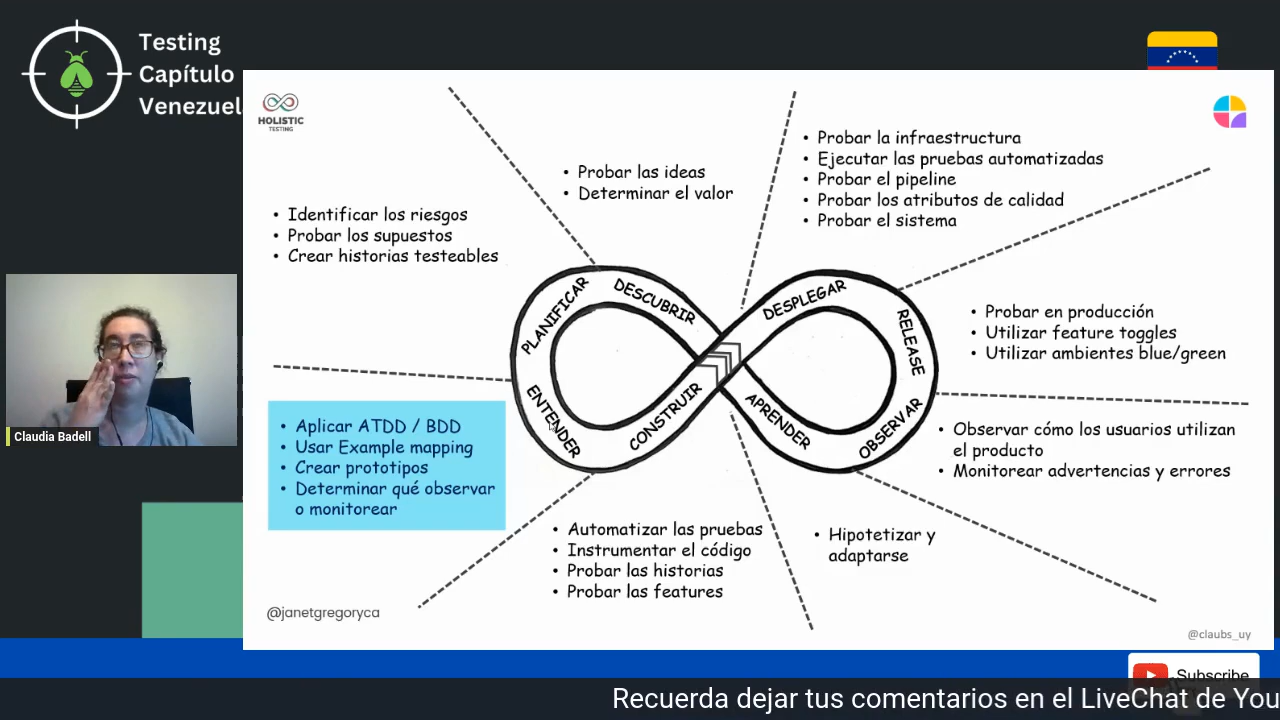 Testing
Capítulo
Venezuel
HOLISTIC
TESTING
• Probar las ideas
• Determinar el valor
• Probar la infraestructura
• Ejecutar las pruebas automatizadas
• Probar el pipeline
• Probar los atributos de calidad
• Probar el sistema
• Identificar los riesgos
• Probar los supuestos
• Crear historias testeables
PLANIFICAR
DESCUBRIR
DESPLEGAR
RELEASE
• Probar en producción
• Utilizar feature toggles
• Utilizar ambientes blue/green
ENTENDER
CONSTRUIR
APRENDER
OBSERVAR
• Aplicar ATDD / BDD
• Usar Example mapping
• Crear prototipos
• Determinar qué observar
o monitorear
• Observar cómo los usuarios utilizan
el producto
• Monitorear advertencias y errores
Claudia Badell
• Automatizar las pruebas
• Instrumentar el código
• Probar las historias
• Probar las features
• Hipotetizar y
adaptarse
@janetgregoryca
@claubs_uy
Subscribe
Recuerda dejar tus comentarios en el LiveChat de You